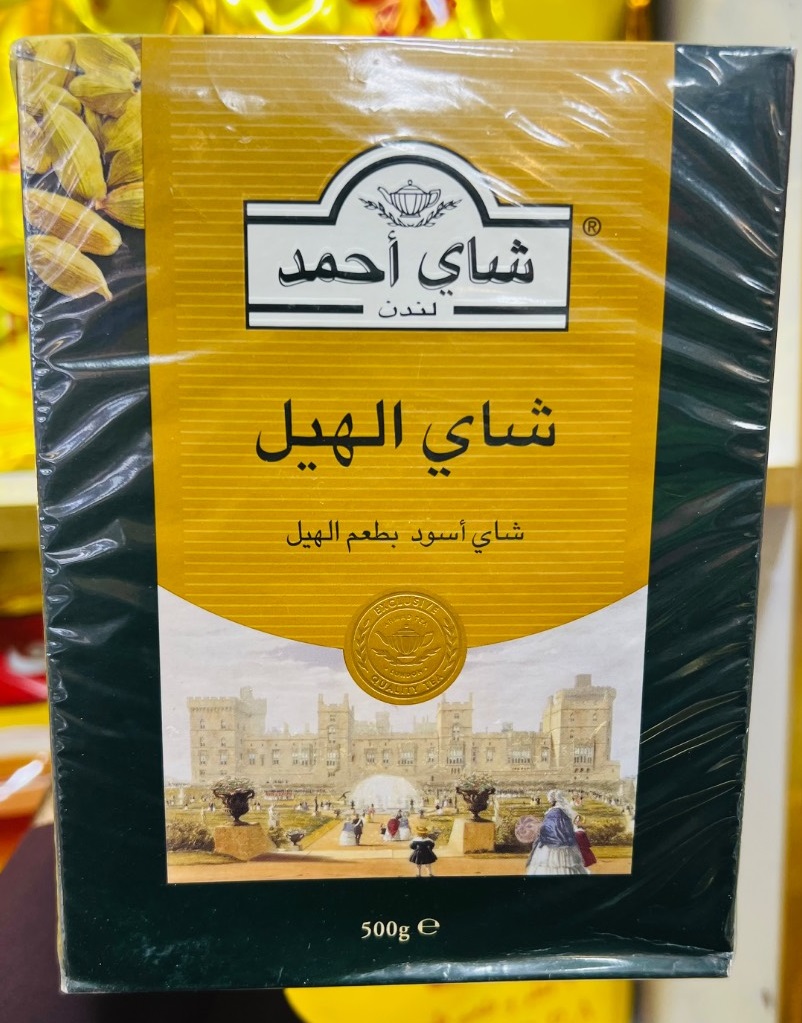 شاي أحمد
®
لندن
شاي الهيل
شاي أسود بطعم الهيل
EXCLUSIVE
QUALITY TEA
500g ℮